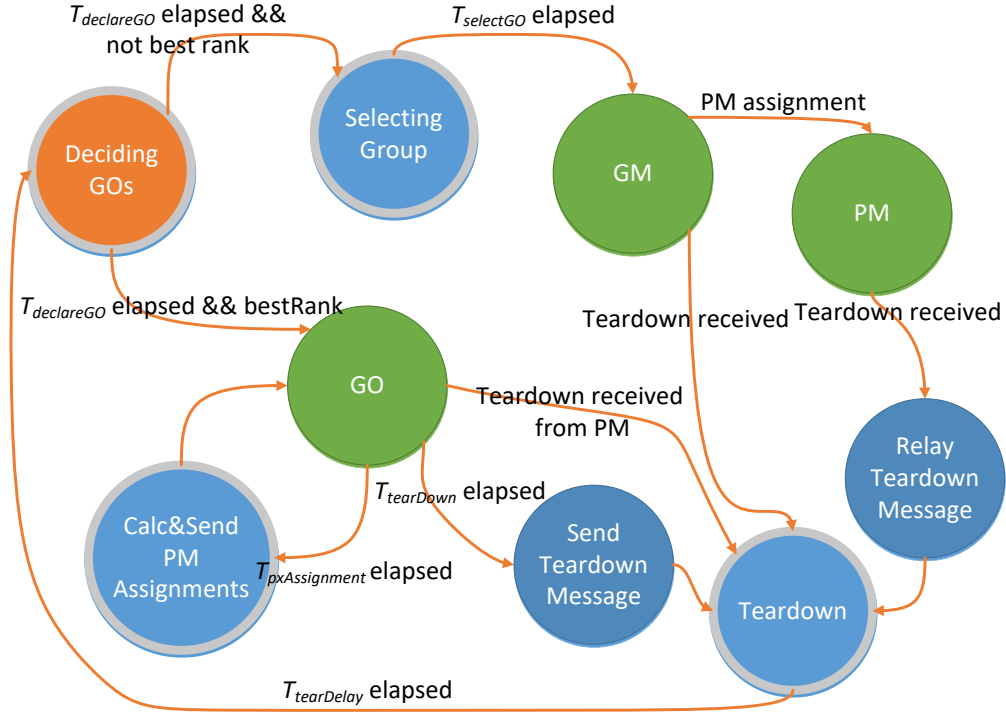 T_declareGO elapsed &&
not best rank
T_selectGO elapsed
PM assignment
Selecting
Group
Deciding
GOs
GM
PM
T_declareGO elapsed && bestRank
Teardown received
Teardown received
GO
Teardown received
from PM
Relay
Teardown
Message
T_tearDown elapsed
Calc&Send
PM
Assignments
T_pxAssignment elapsed
Send
Teardown
Message
Teardown
T_tearDelay elapsed